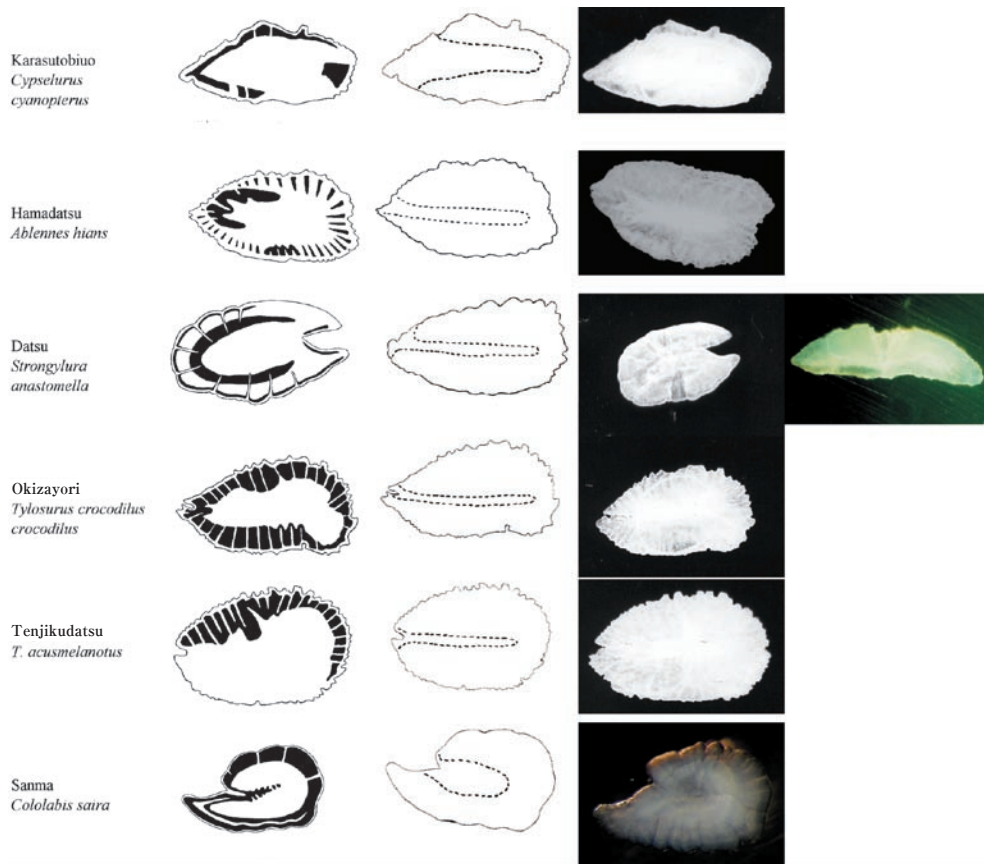 Karasutobiuo
Cypselurus
cyanopterus
Hamadatsu
Ablennes hians
Datsu
Strongylura
anastomella
Okizayori
Tylosurus crocodilus
crocodilus
Tenjikudatsu
T. acusmelanotus
Sanma
Cololabis saira